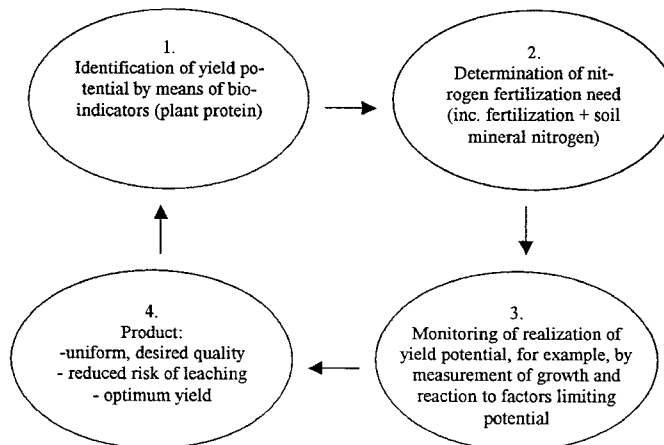 1.
Identification of yield po-
tential by means of bio-
indicators (plant protein)
2.
Determination of nit-
rogen fertilization need
(inc. fertilization + soil
mineral nitrogen)
3.
Monitoring of realization of
yield potential, for example, by
measurement of growth and
reaction to factors limiting
potential
4.
Product:
-uniform, desired quality
- reduced risk of leaching
- optimum yield